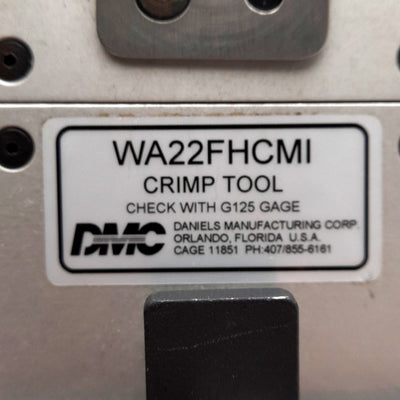 WA22FHCMI
CRIMP TOOL
CHECK WITH G125 GAGE
DMC
DANIELS MANUFACTURING CORP.
ORLANDO, FLORIDA U.S.A.
CAGE 11851 PH:407/855-6161